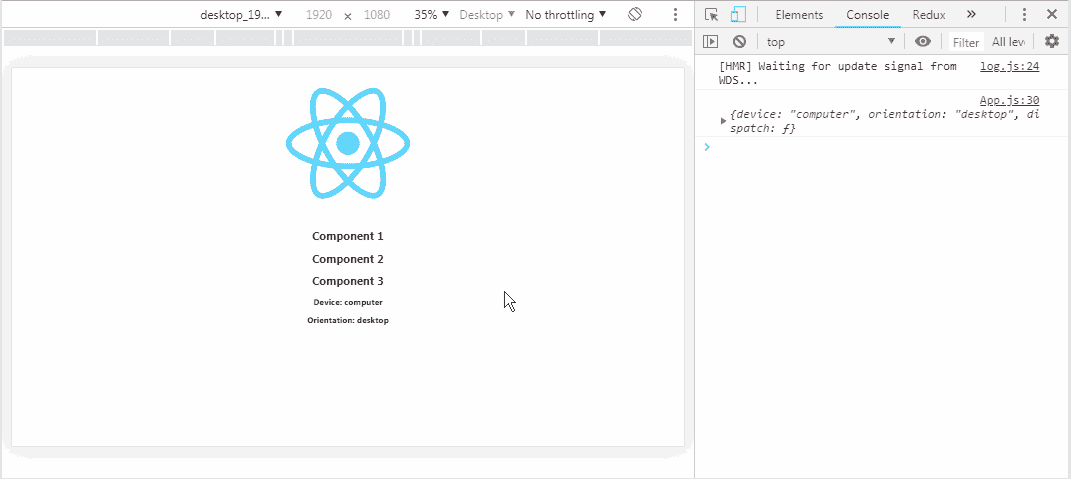 desktop_19... 1920 × 1080 35% Desktop No throttling
Elements Console Redux »
top Filter All lev
[HMR] Waiting for update signal from log.js:24
WDS...
App.js:30
{device: "computer", orientation: "desktop", di
spatch: ƒ}
Component 1
Component 2
Component 3
Device: computer
Orientation: desktop